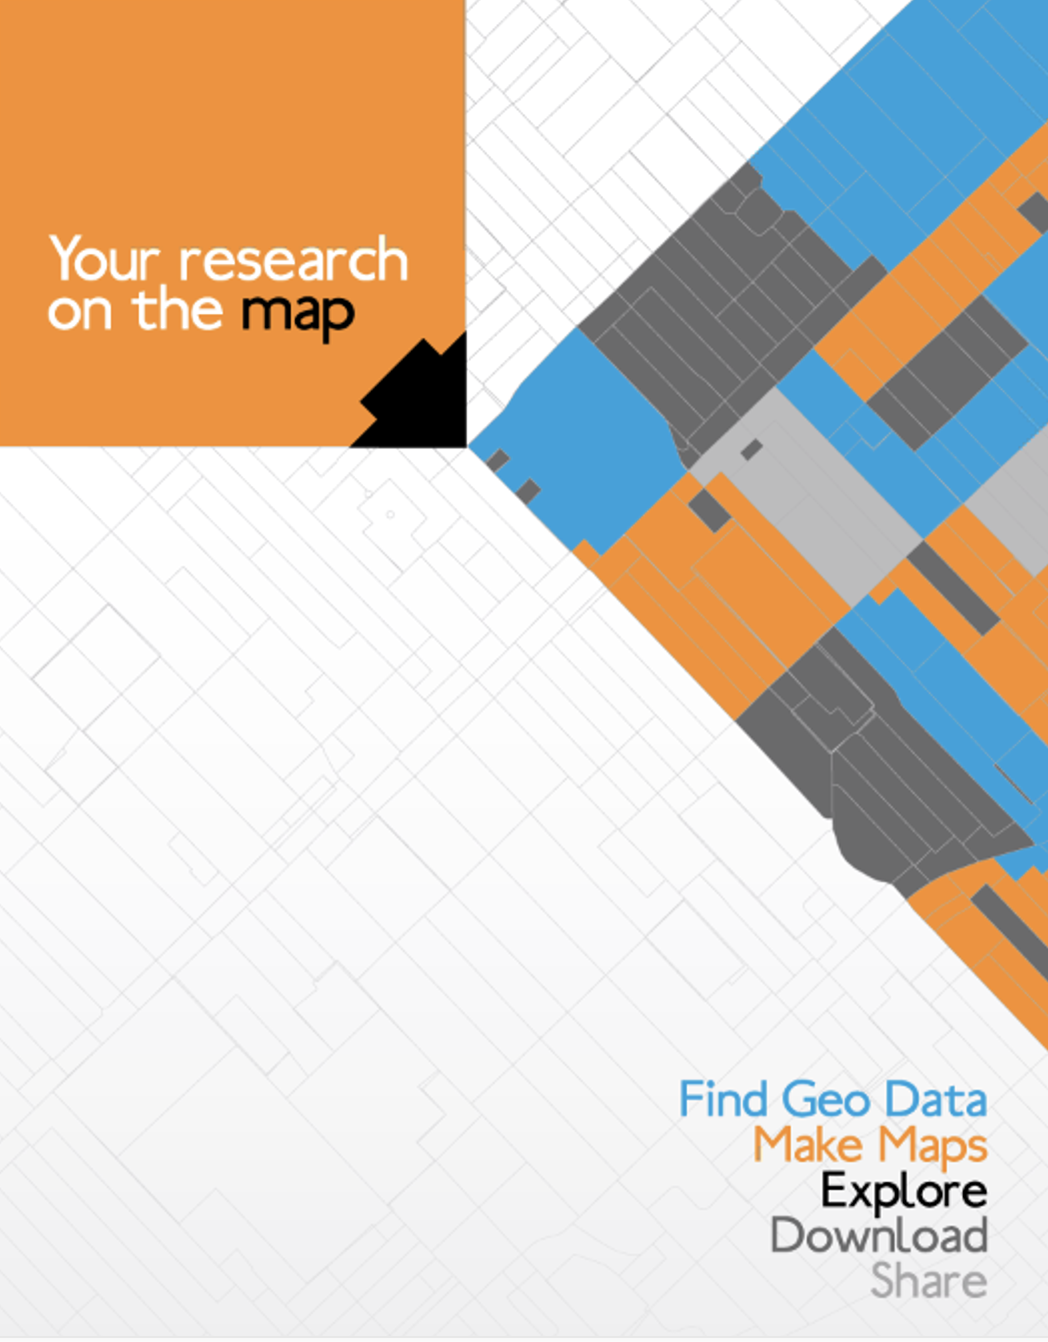 Your research
on the map
Find Geo Data
Make Maps
Explore
Download
Share